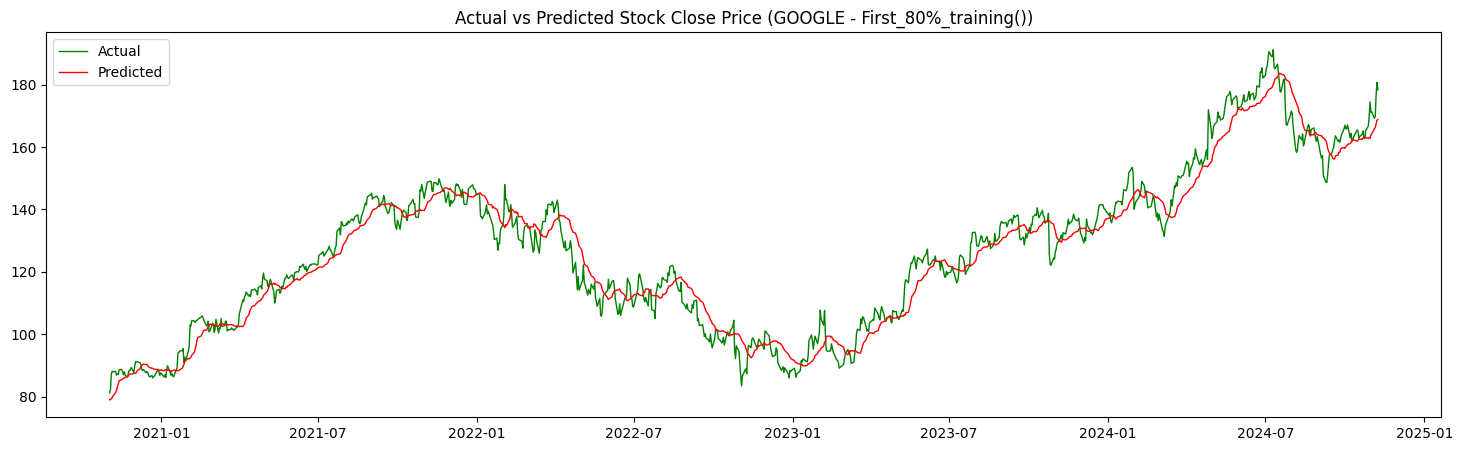 Actual vs Predicted Stock Close Price (GOOGLE - First_80%_training())
Actual
Predicted
180
160
140
120
100
80
2021-01 2021-07 2022-01 2022-07 2023-01 2023-07 2024-01 2024-07 2025-01